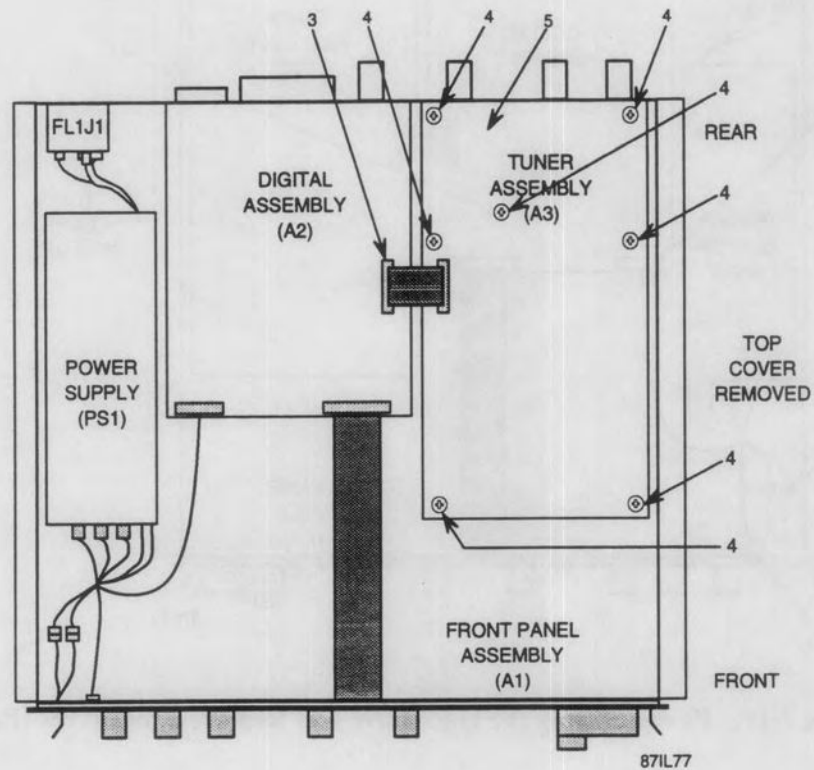 3
4
4
5
4
4
FL1J1
REAR
DIGITAL
ASSEMBLY
(A2)
TUNER
ASSEMBLY
(A3)
4
POWER
SUPPLY
(PS1)
TOP
COVER
REMOVED
4
4
FRONT PANEL
ASSEMBLY
(A1)
FRONT
871L77